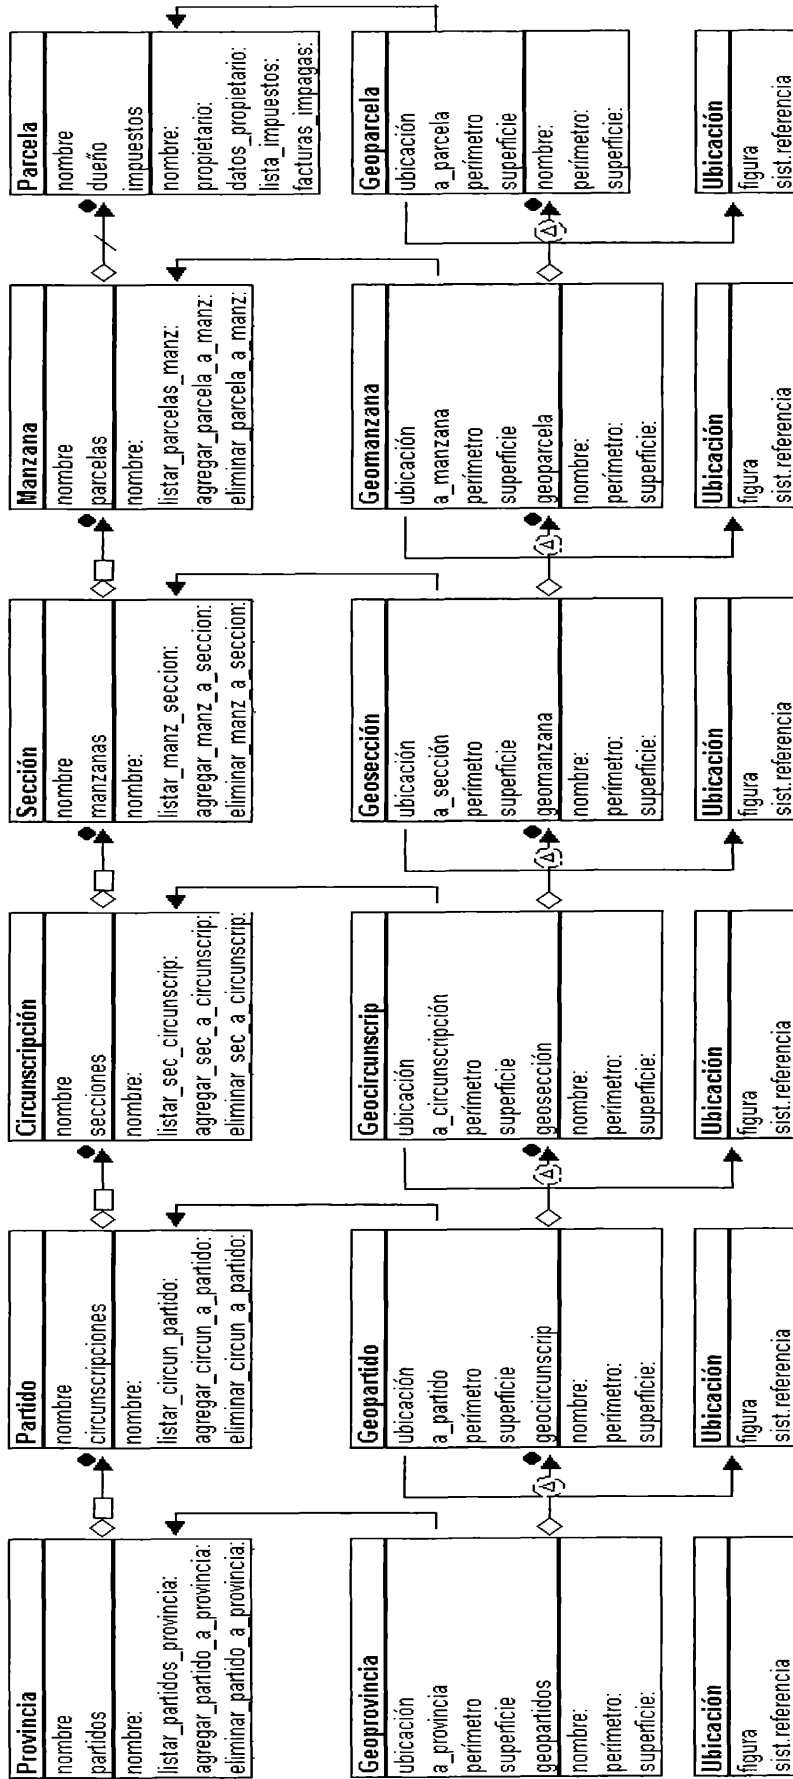 Provincia
nombre
partidos
nombre:
listar_partidos_provincia:
agregar_partido_a_provincia:
eliminar_partido_a_provincia:
Partido
nombre
circunscripciones
nombre:
listar_circun_partido:
agregar_circun_a_partido:
eliminar_circun_a_partido:
Circunscripción
nombre
secciones
nombre:
listar_sec_circunscrip:
agregar_sec_a_circunscrip:
eliminar_sec_a_circunscrip:
Sección
nombre
manzanas
nombre:
listar_manz_seccion:
agregar_manz_a_seccion:
eliminar_manz_a_seccion:
Manzana
nombre
parcelas
nombre:
listar_parcelas_manz:
agregar_parcela_a_manz:
eliminar_parcela_a_manz:
Parcela
nombre
dueño
impuestos
nombre:
propietario:
datos_propietario:
lista_impuestos:
facturas_impagas:
Geoprovincia
ubicación
a_provincia
perímetro
superficie
geopartidos
nombre:
perímetro:
superficie:
Geopartido
ubicación
a_partido
perímetro
superficie
geocircunscrip
nombre:
perímetro:
superficie:
Geocircunscrip
ubicación
a_circunscripción
perímetro
superficie
geosección
nombre:
perímetro:
superficie:
Geosección
ubicación
a_sección
perímetro
superficie
geomanzana
nombre:
perímetro:
superficie:
Geomanzana
ubicación
a_manzana
perímetro
superficie
geoparcela
nombre:
perímetro:
superficie:
Geoparcela
ubicación
a_parcela
perímetro
superficie
nombre:
perímetro:
superficie:
Ubicación
figura
sist.referencia
Ubicación
figura
sist.referencia
Ubicación
figura
sist.referencia
Ubicación
figura
sist.referencia
Ubicación
figura
sist.referencia
Ubicación
figura
sist.referencia